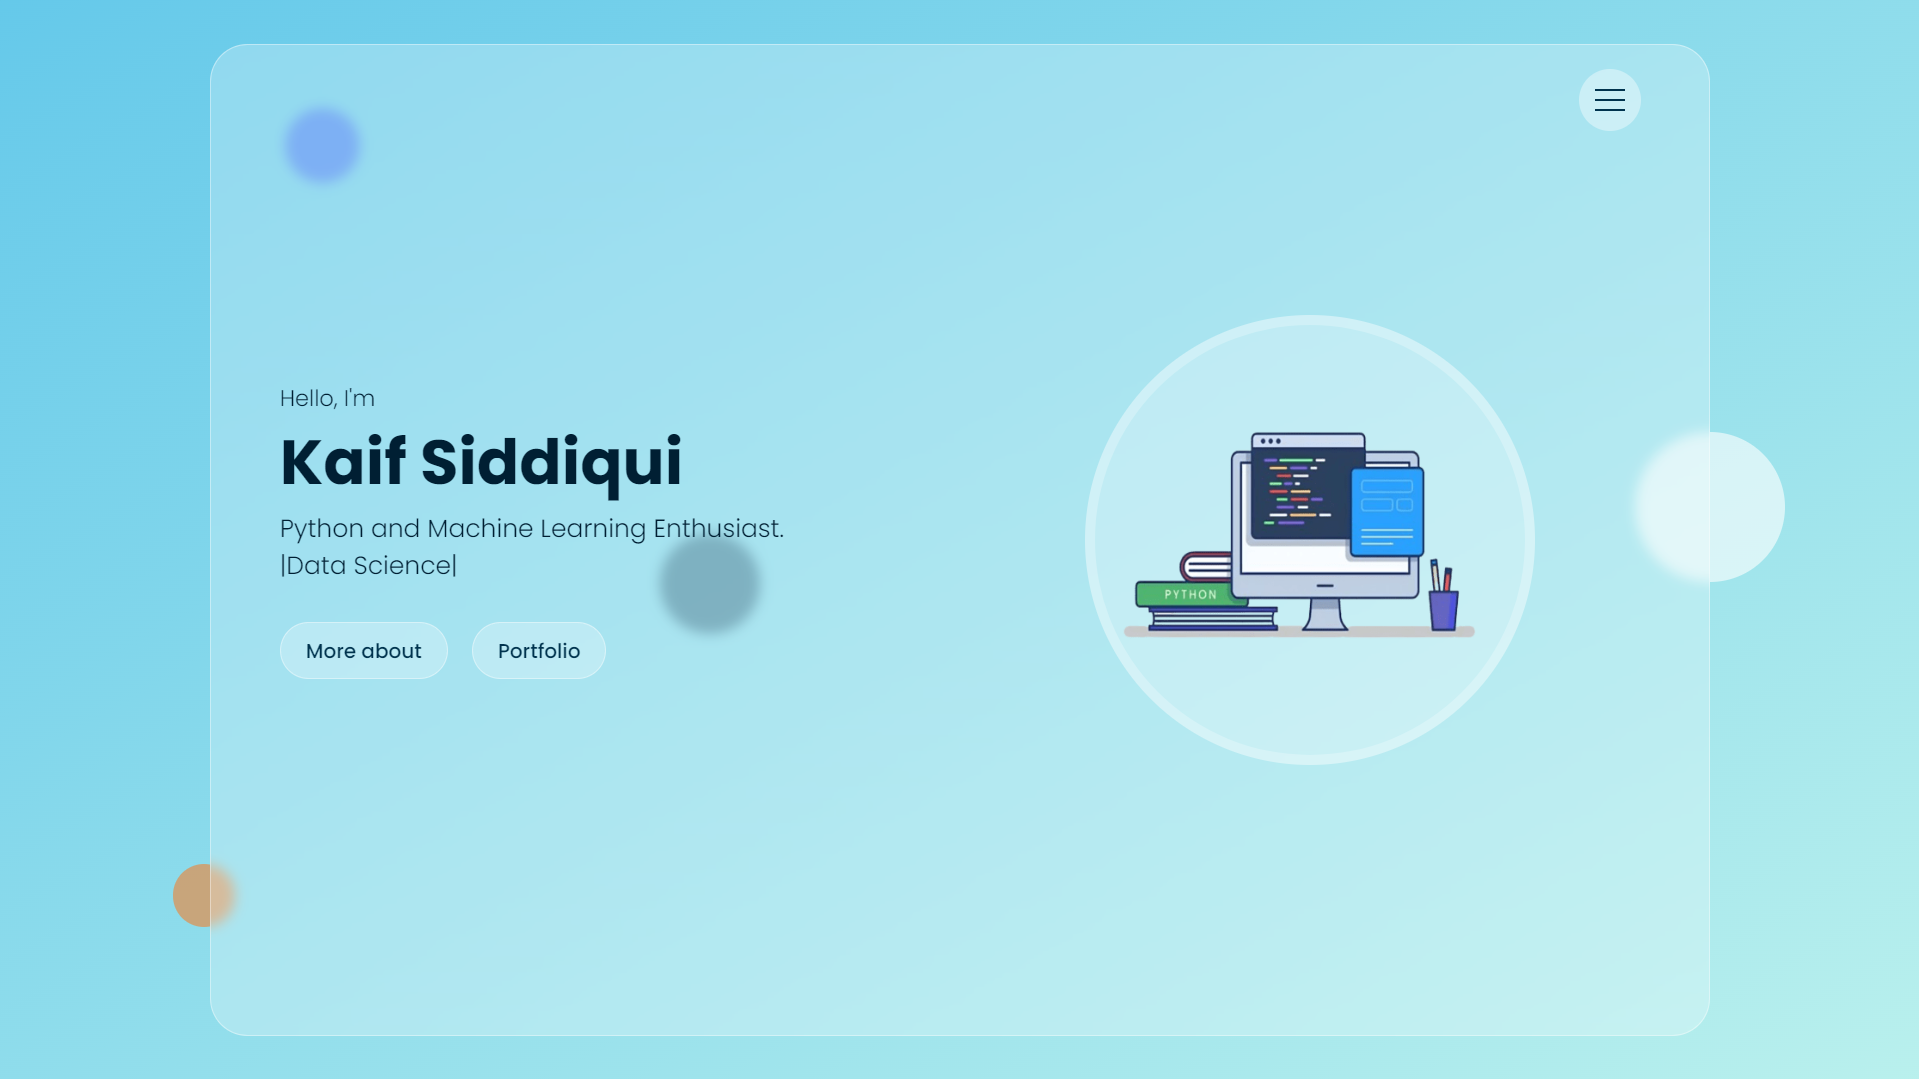 Hello, I'm
Kaif Siddiqui
Python and Machine Learning Enthusiast.
|Data Science|
More about
Portfolio
PYTHON